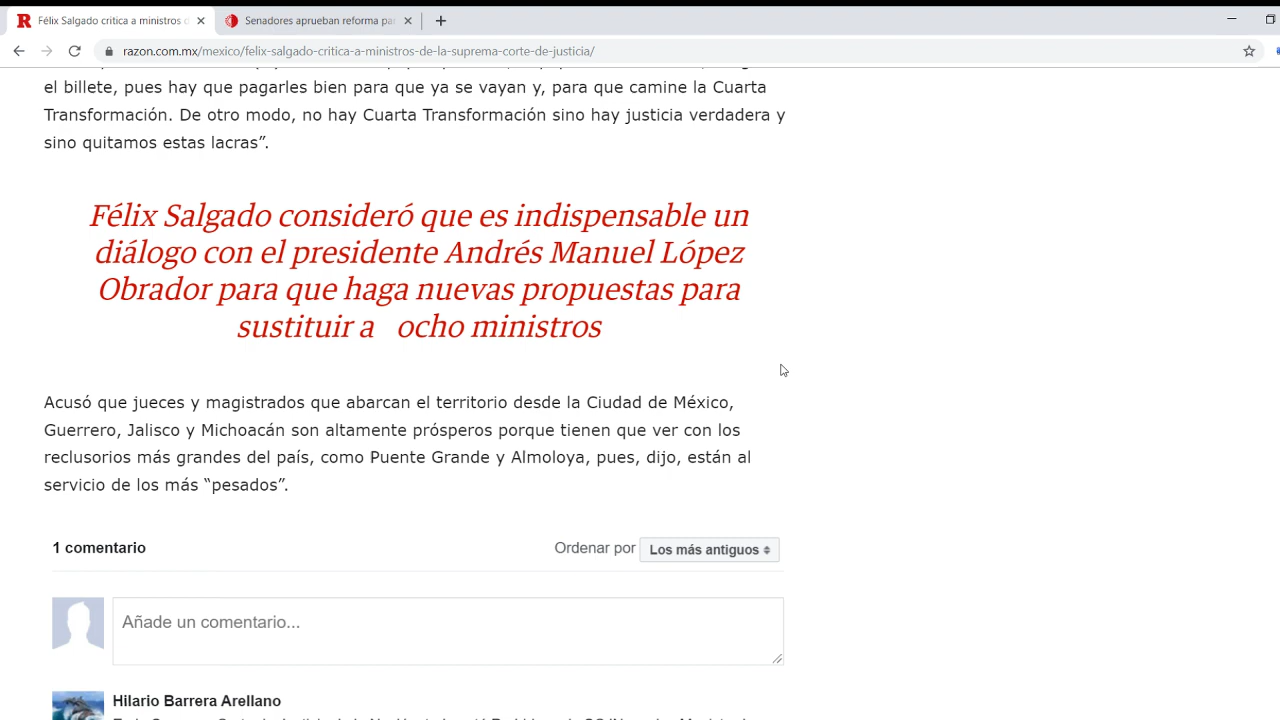 Félix Salgado critica a ministros d
Senadores aprueban reforma pa
razon.com.mx/mexico/felix-salgado-critica-a-ministros-de-la-suprema-corte-de-justicia/
el billete, pues hay que pagarles bien para que ya se vayan y, para que camine la Cuarta
Transformación. De otro modo, no hay Cuarta Transformación sino hay justicia verdadera y
sino quitamos estas lacras”.
Félix Salgado consideró que es indispensable un
diálogo con el presidente Andrés Manuel López
Obrador para que haga nuevas propuestas para
sustituir a ocho ministros
Acusó que jueces y magistrados que abarcan el territorio desde la Ciudad de México,
Guerrero, Jalisco y Michoacán son altamente prósperos porque tienen que ver con los
reclusorios más grandes del país, como Puente Grande y Almoloya, pues, dijo, están al
servicio de los más “pesados”.
1 comentario
Ordenar por Los más antiguos
Añade un comentario...
Hilario Barrera Arellano